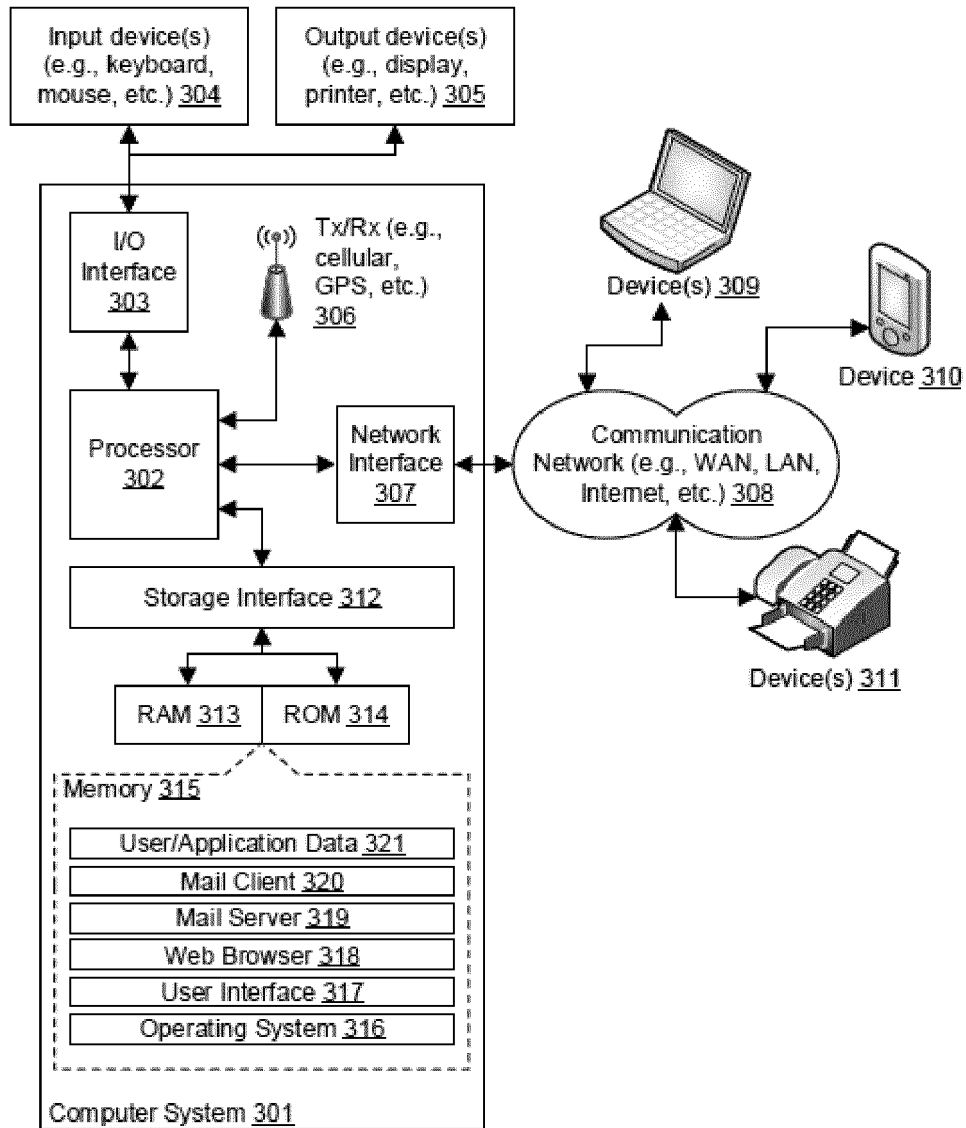 Input device(s)
(e.g., keyboard,
mouse, etc.) 304
Output device(s)
(e.g., display,
printer, etc.) 305
I/O
Interface
303
Tx/Rx (e.g.,
cellular,
GPS, etc.)
306
Device(s) 309
Device 310
Processor
302
Network
Interface
307
Communication
Network (e.g., WAN, LAN,
Internet, etc.) 308
Storage Interface 312
Device(s) 311
RAM 313
ROM 314
Memory 315
User/Application Data 321
Mail Client 320
Mail Server 319
Web Browser 318
User Interface 317
Operating System 316
Computer System 301